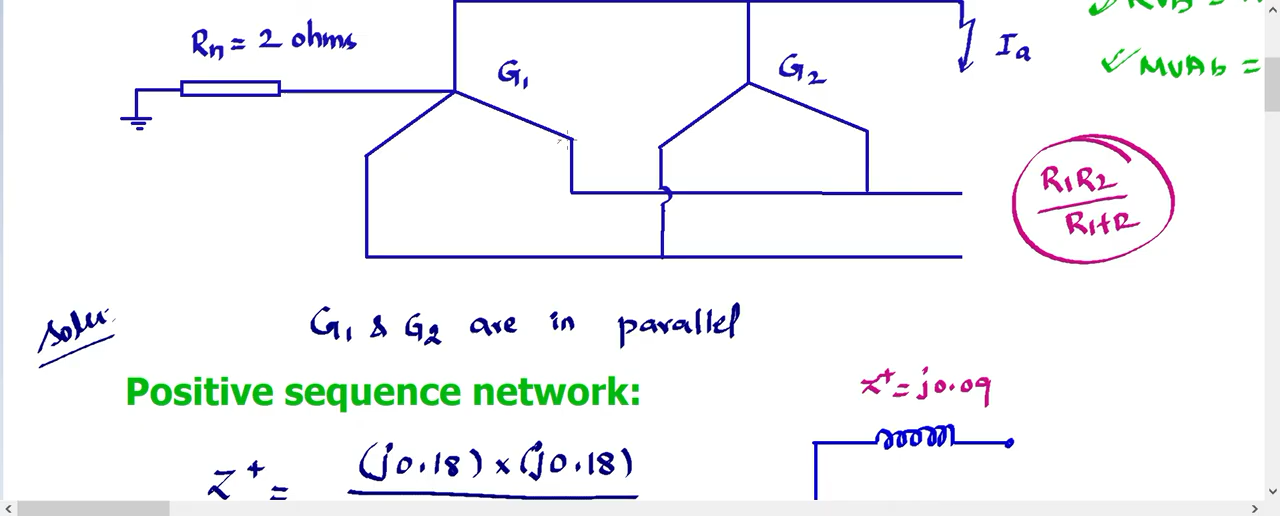 Rn = 2 ohms
G1
G2
Ia
MVAb =
R1R2
R1+R
Soln:
G1 & G2 are in parallel
Positive sequence network:
Z+ = j0.09
Z+ = (j0.18) x (j0.18)